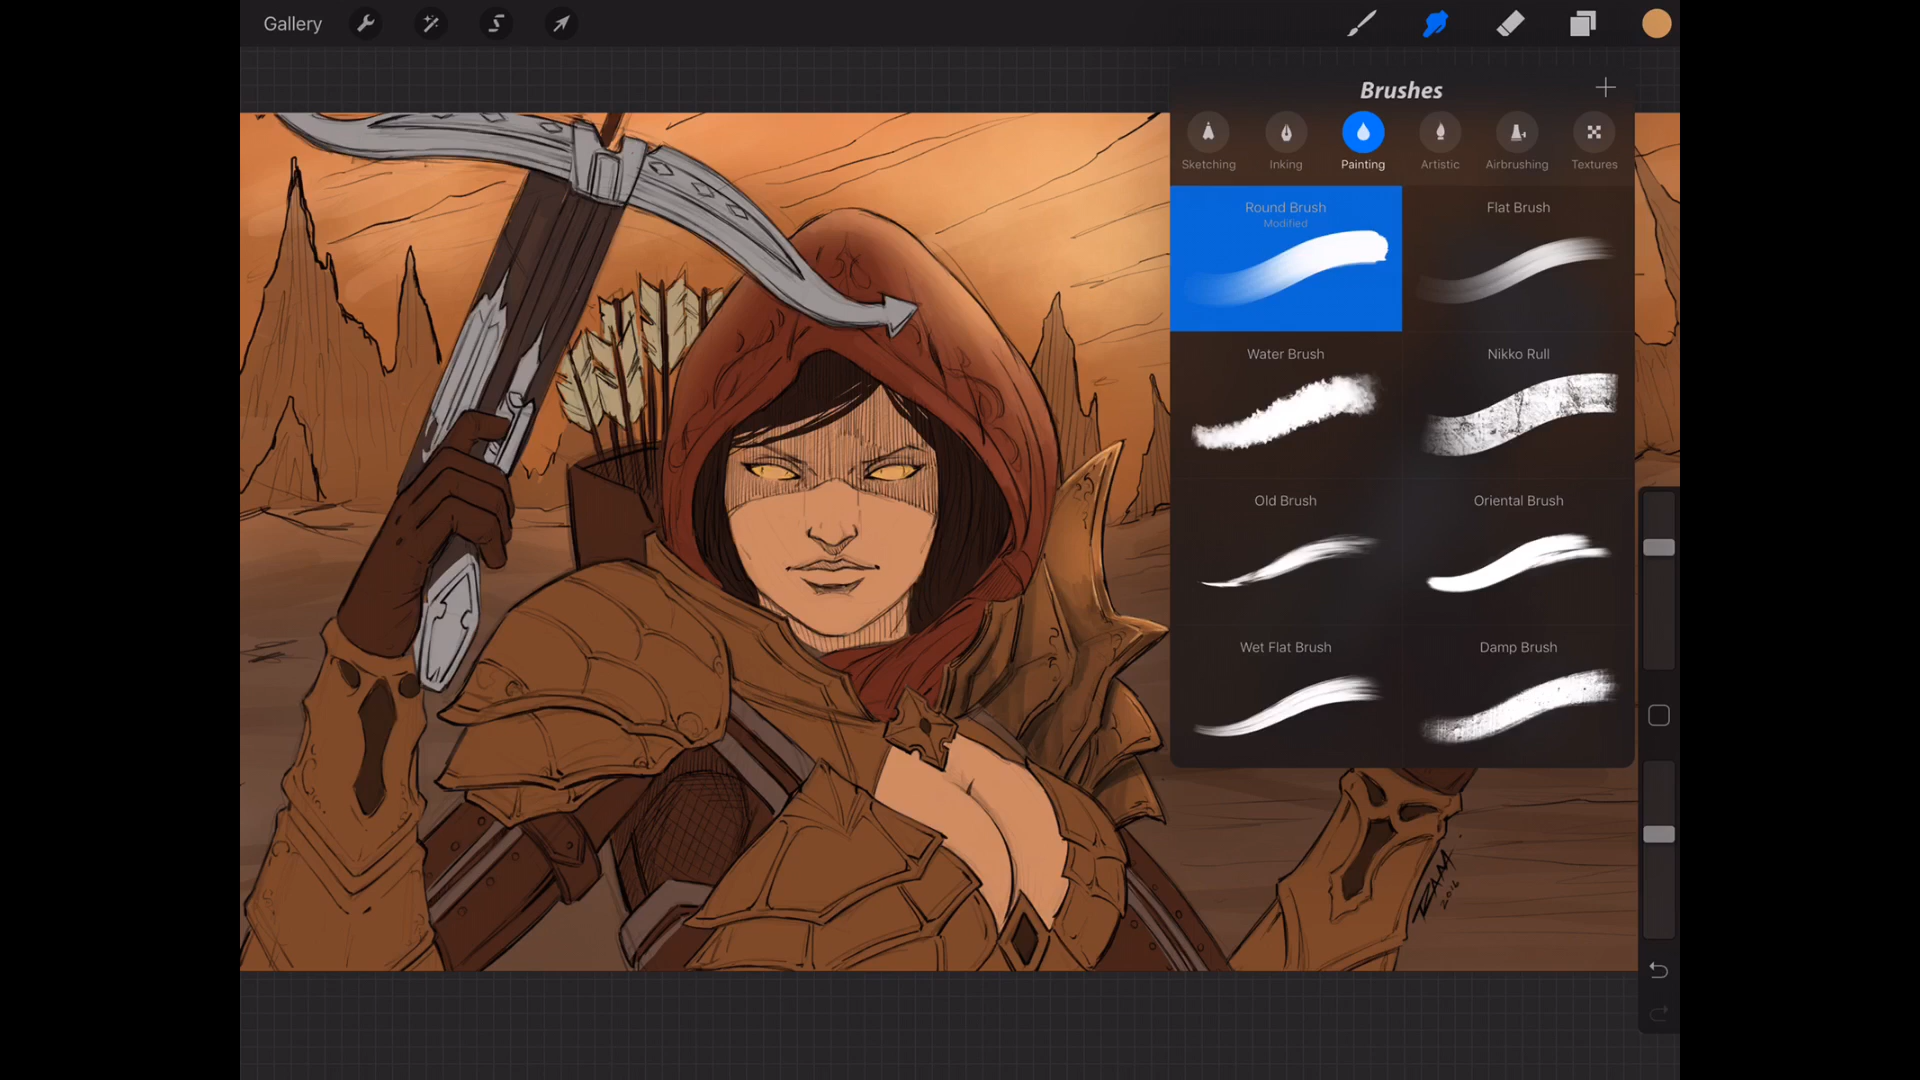 Gallery
Brushes
Sketching
Inking
Painting
Artistic
Airbrushing
Textures
Round Brush
Modified
Flat Brush
Water Brush
Nikko Rull
Old Brush
Oriental Brush
Wet Flat Brush
Damp Brush
2016